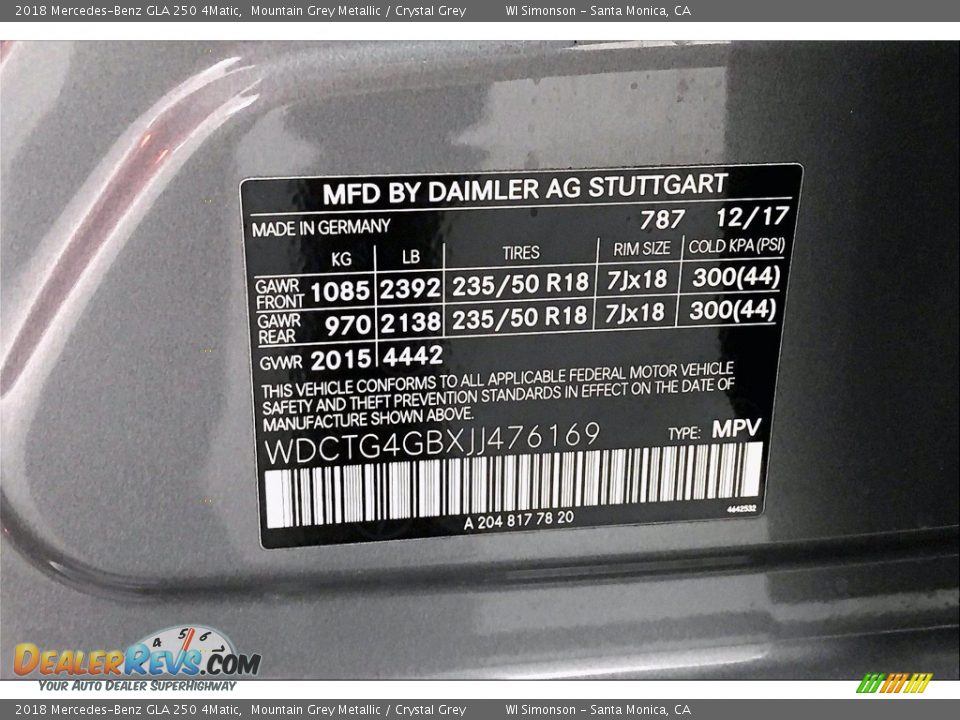 2018 Mercedes-Benz GLA 250 4Matic, Mountain Grey Metallic / Crystal Grey WI Simonson - Santa Monica, CA
MFD BY DAIMLER AG STUTTGART
MADE IN GERMANY 787 12/17
KG LB TIRES RIM SIZE COLD KPA (PSI)
GAWR FRONT 1085 2392 235/50 R18 7Jx18 300(44)
GAWR REAR 970 2138 235/50 R18 7Jx18 300(44)
GVWR 2015 4442
THIS VEHICLE CONFORMS TO ALL APPLICABLE FEDERAL MOTOR VEHICLE
SAFETY AND THEFT PREVENTION STANDARDS IN EFFECT ON THE DATE OF
MANUFACTURE SHOWN ABOVE.
WDCTG4GBXJJ476169 TYPE: MPV
A 204 817 78 20 4642532
4 5 6 7
DEALERREVS.COM
YOUR AUTO DEALER SUPERHIGHWAY
2018 Mercedes-Benz GLA 250 4Matic, Mountain Grey Metallic / Crystal Grey WI Simonson - Santa Monica, CA